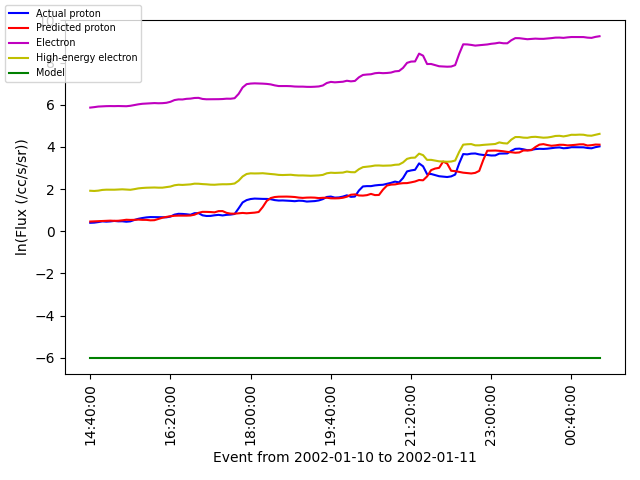 Actual proton
Predicted proton
Electron
High-energy electron
Model
ln(Flux (/cc/s/sr))
6
4
2
0
−2
−4
−6
14:40:00
16:20:00
18:00:00
19:40:00
21:20:00
23:00:00
00:40:00
Event from 2002-01-10 to 2002-01-11